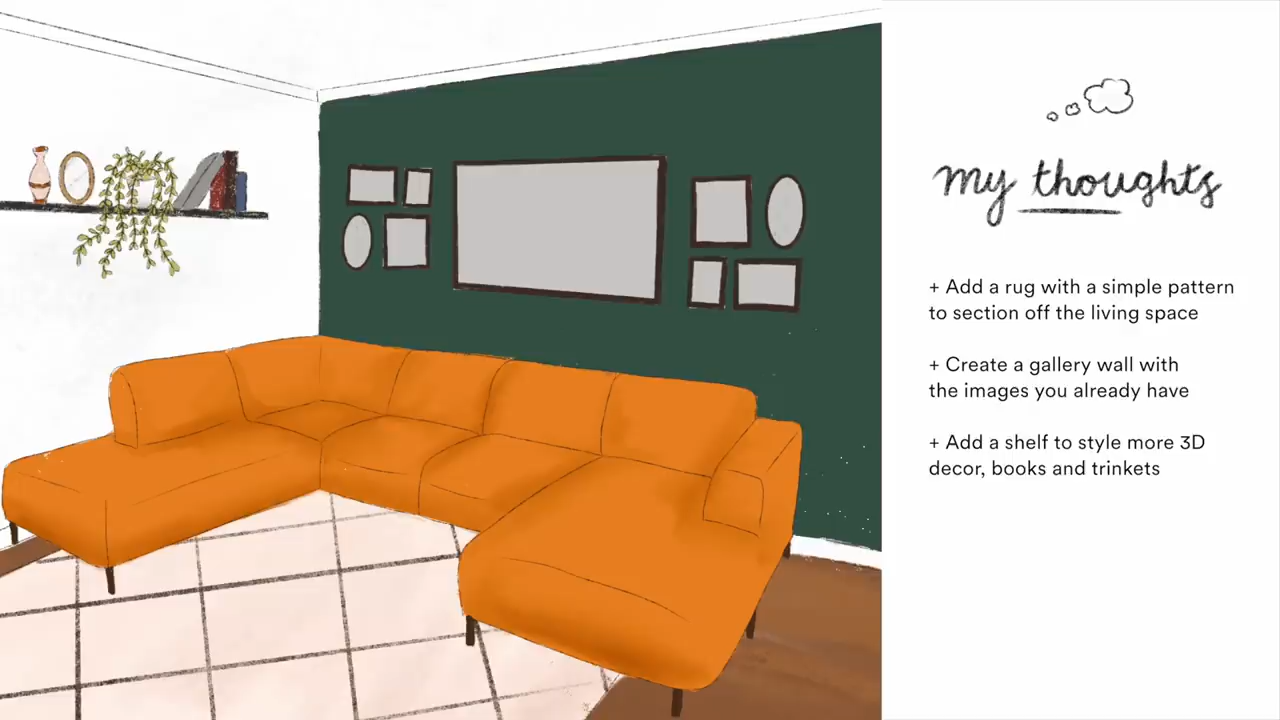 my thoughts
+ Add a rug with a simple pattern
to section off the living space
+ Create a gallery wall with
the images you already have
+ Add a shelf to style more 3D
decor, books and trinkets